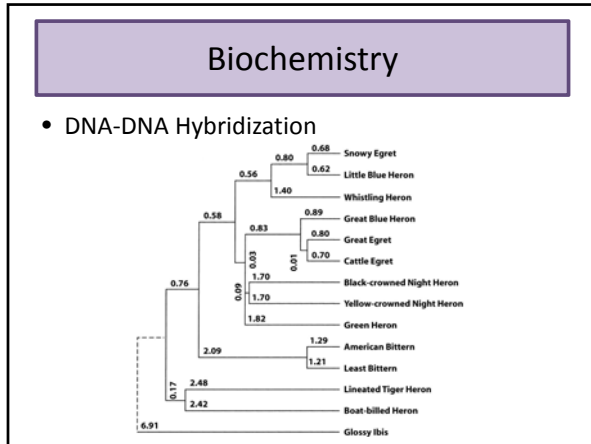 Biochemistry
• DNA-DNA Hybridization
0.68 Snowy Egret
0.80
0.62 Little Blue Heron
0.56
1.40 Whistling Heron
0.89 Great Blue Heron
0.58 0.83
0.80 Great Egret
0.03 0.01 0.70 Cattle Egret
1.70 Black-crowned Night Heron
0.76 0.09
1.70 Yellow-crowned Night Heron
1.82 Green Heron
1.29 American Bittern
2.09
1.21 Least Bittern
0.17 2.48 Lineated Tiger Heron
2.42 Boat-billed Heron
6.91 Glossy Ibis